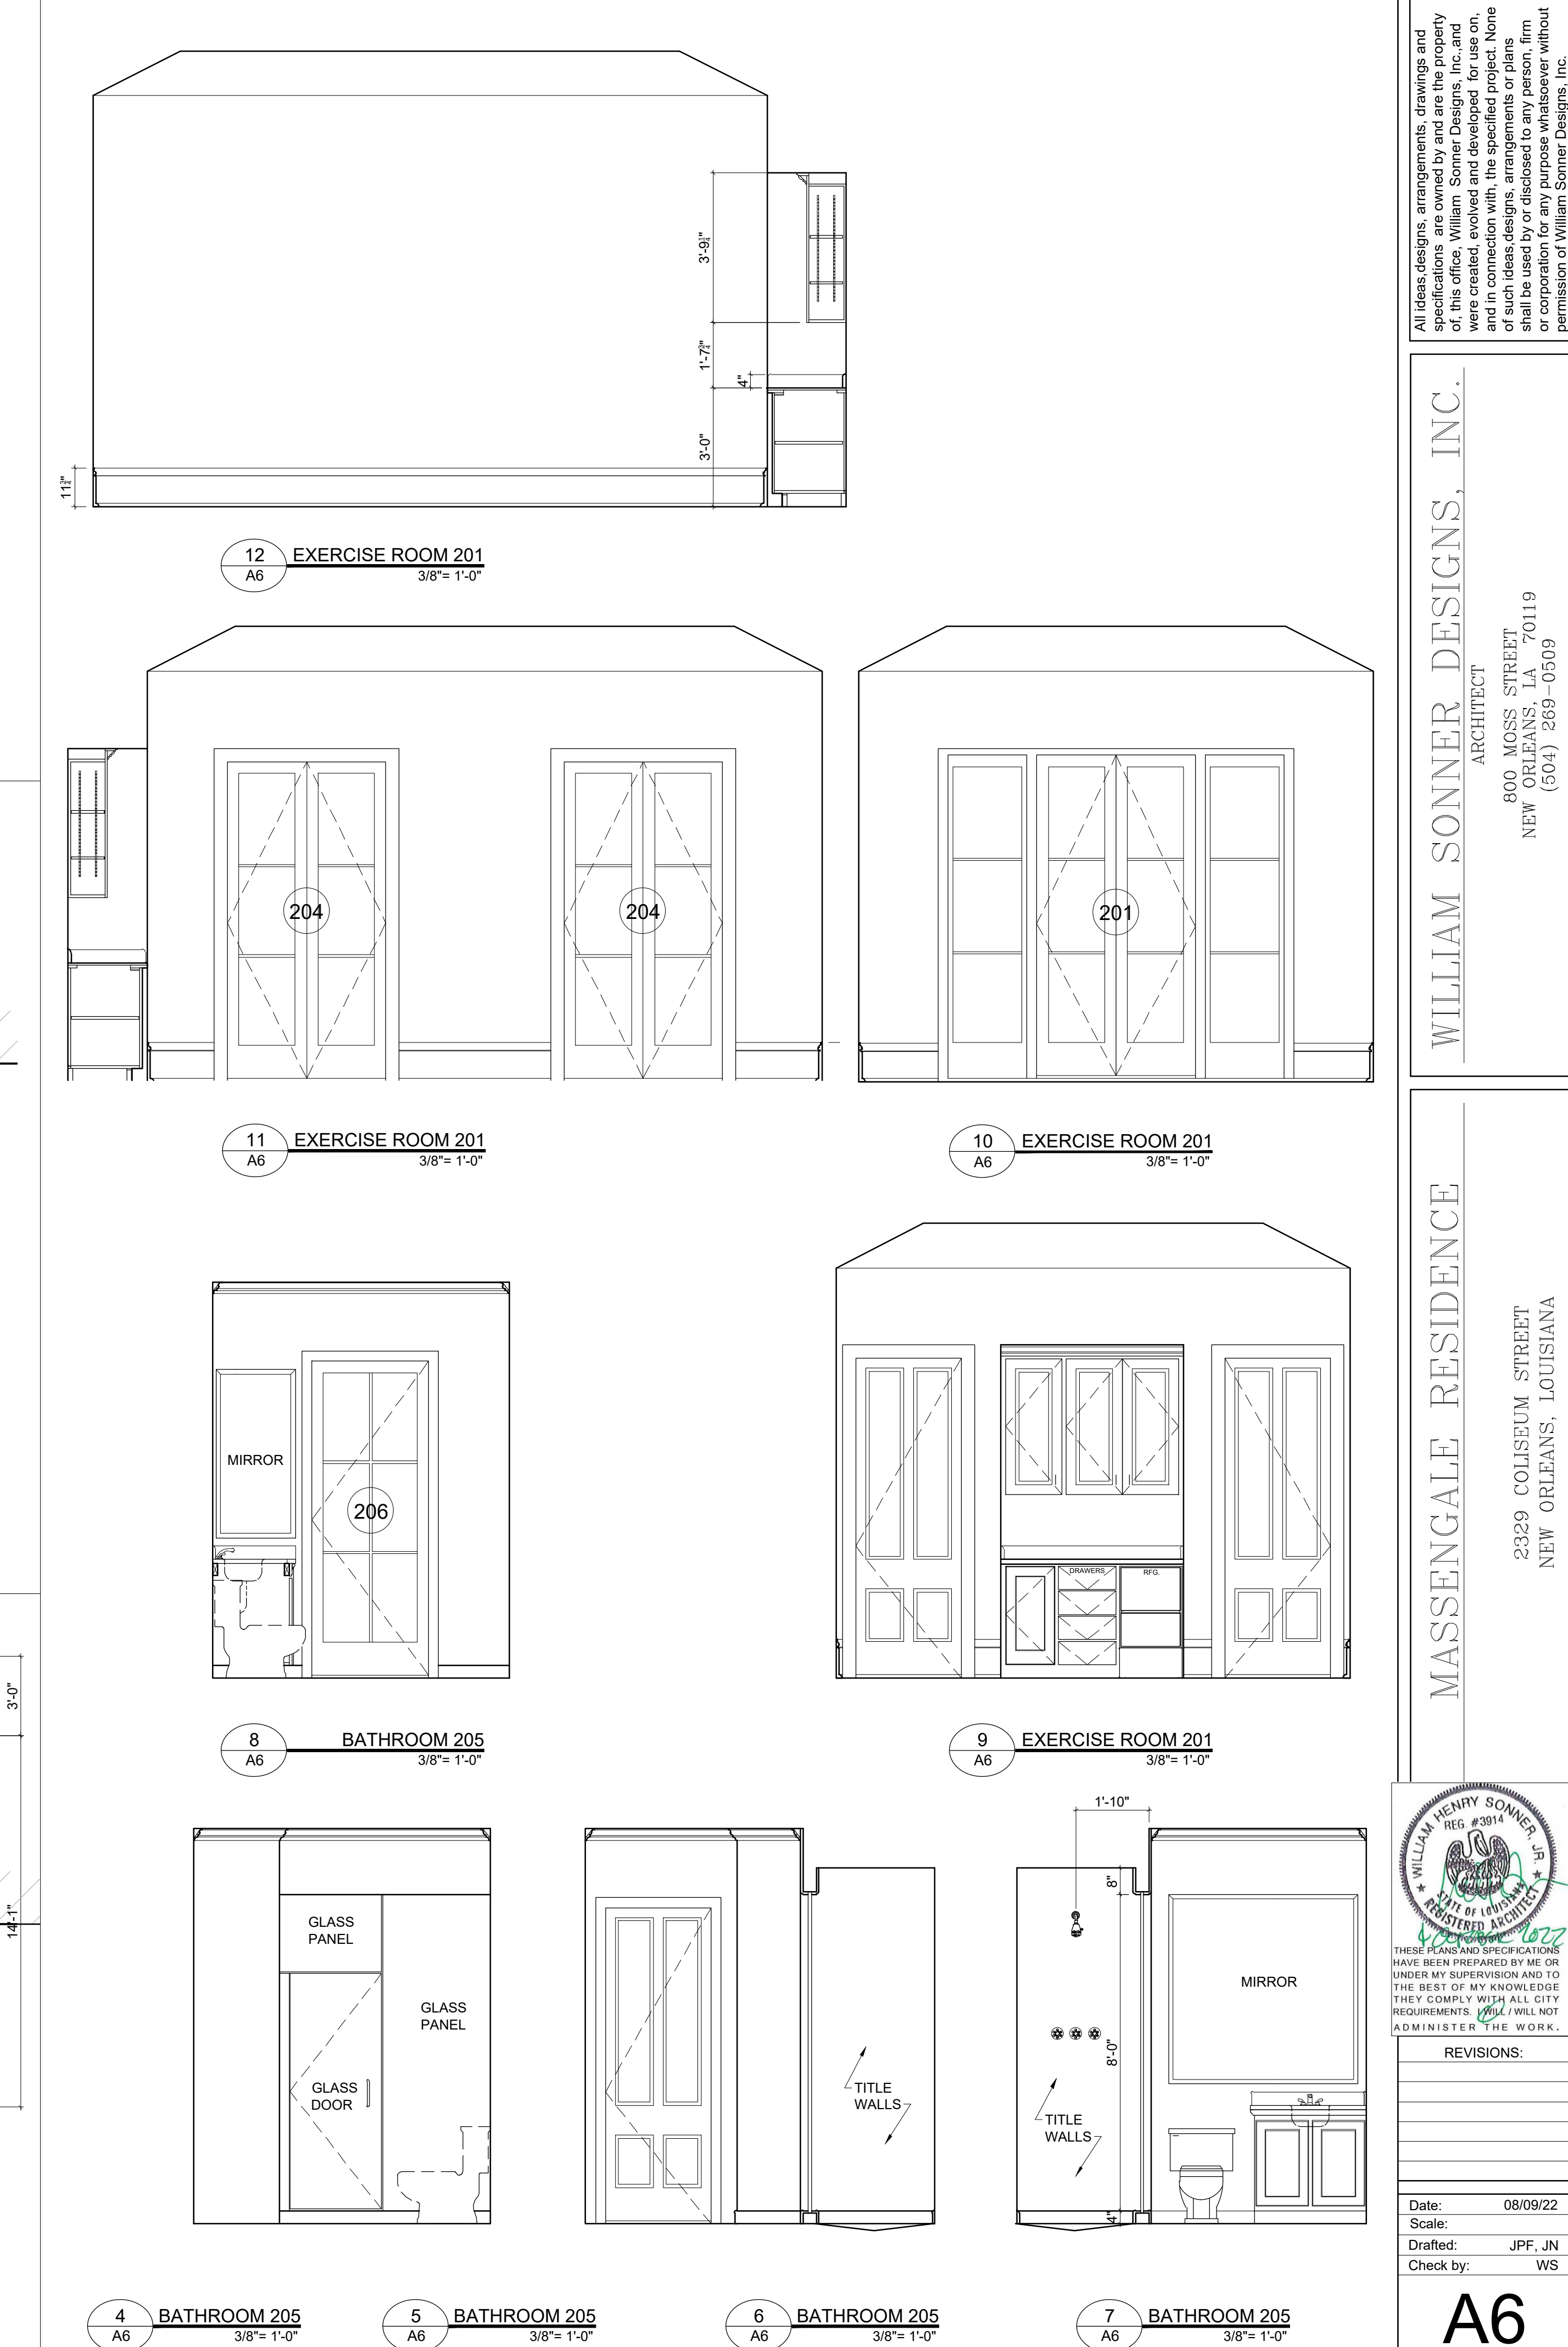 3'-9¼"
1'-7¾"
4"
3'-0"
11¾"
12
A6
EXERCISE ROOM 201
3/8"= 1'-0"
204
204
201
11
A6
EXERCISE ROOM 201
3/8"= 1'-0"
10
A6
EXERCISE ROOM 201
3/8"= 1'-0"
MIRROR
206
DRAWERS
RFG.
3'-0"
14'-1"
8
A6
BATHROOM 205
3/8"= 1'-0"
9
A6
EXERCISE ROOM 201
3/8"= 1'-0"
GLASS
PANEL
GLASS
PANEL
GLASS
DOOR
TITLE
WALLS
1'-10"
8"
8'-0"
4"
TITLE
WALLS
MIRROR
4
A6
BATHROOM 205
3/8"= 1'-0"
5
A6
BATHROOM 205
3/8"= 1'-0"
6
A6
BATHROOM 205
3/8"= 1'-0"
7
A6
BATHROOM 205
3/8"= 1'-0"
All ideas,designs, arrangements, drawings and
specifications are owned by and are the property
of, this office, William Sonner Designs, Inc.,and
were created, evolved and developed for use on,
and in connection with, the specified project. None
of such ideas,designs, arrangements or plans
shall be used by or disclosed to any person, firm
or corporation for any purpose whatsoever without
permission of William Sonner Designs, Inc.
WILLIAM SONNER DESIGNS, INC.
ARCHITECT
800 MOSS STREET
NEW ORLEANS, LA 70119
(504) 269-0509
MASSENGALE RESIDENCE
2329 COLISEUM STREET
NEW ORLEANS, LOUISIANA
WILLIAM HENRY SONNER, JR.
REG. #3914
STATE OF LOUISIANA
REGISTERED ARCHITECT
4 October 2022
THESE PLANS AND SPECIFICATIONS
HAVE BEEN PREPARED BY ME OR
UNDER MY SUPERVISION AND TO
THE BEST OF MY KNOWLEDGE
THEY COMPLY WITH ALL CITY
REQUIREMENTS. I WILL / WILL NOT
ADMINISTER THE WORK.
REVISIONS:
Date: 08/09/22
Scale:
Drafted: JPF, JN
Check by: WS
A6